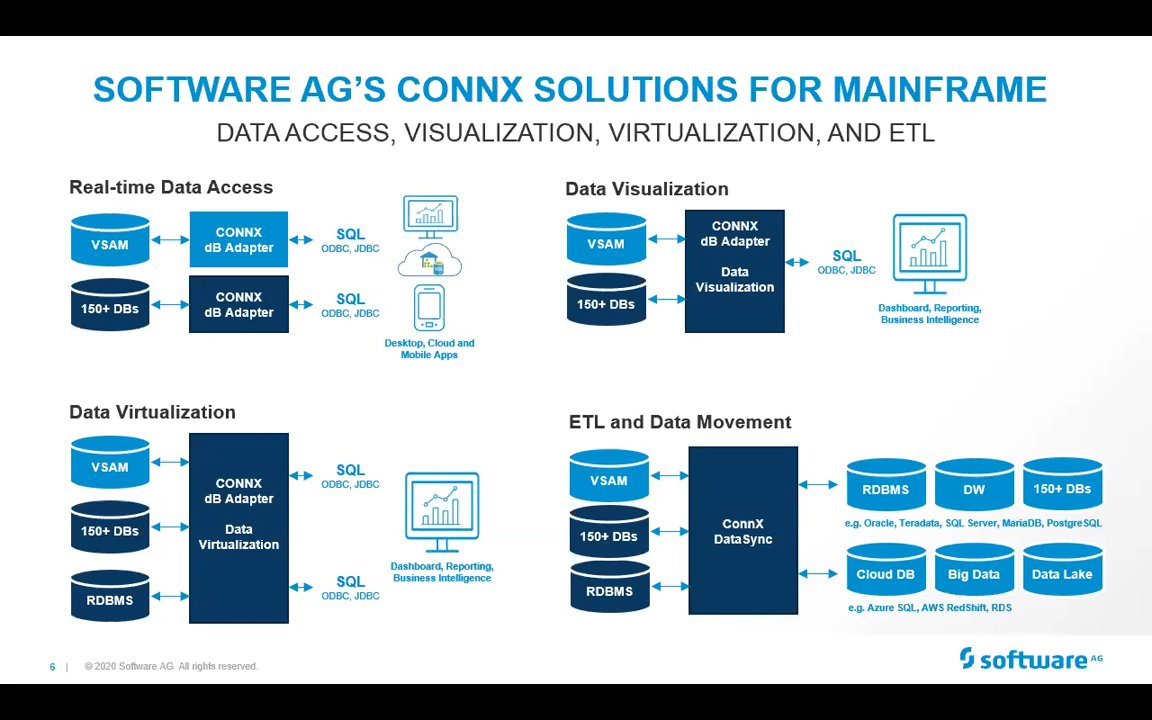 SOFTWARE AG'S CONNX SOLUTIONS FOR MAINFRAME
DATA ACCESS, VISUALIZATION, VIRTUALIZATION, AND ETL
Real-time Data Access
VSAM
CONNX
dB Adapter
SQL
ODBC, JDBC
150+ DBs
CONNX
dB Adapter
SQL
ODBC, JDBC
Desktop, Cloud and
Mobile Apps
Data Visualization
VSAM
150+ DBs
CONNX
dB Adapter
Data
Visualization
SQL
ODBC, JDBC
Dashboard, Reporting,
Business Intelligence
Data Virtualization
VSAM
150+ DBs
RDBMS
CONNX
dB Adapter
Data
Virtualization
SQL
ODBC, JDBC
SQL
ODBC, JDBC
Dashboard, Reporting,
Business Intelligence
ETL and Data Movement
VSAM
150+ DBs
RDBMS
ConnX
DataSync
RDBMS
DW
150+ DBs
e.g. Oracle, Teradata, SQL Server, MariaDB, PostgreSQL
Cloud DB
Big Data
Data Lake
e.g. Azure SQL, AWS RedShift, RDS
6 |
© 2020 Software AG. All rights reserved.
software AG